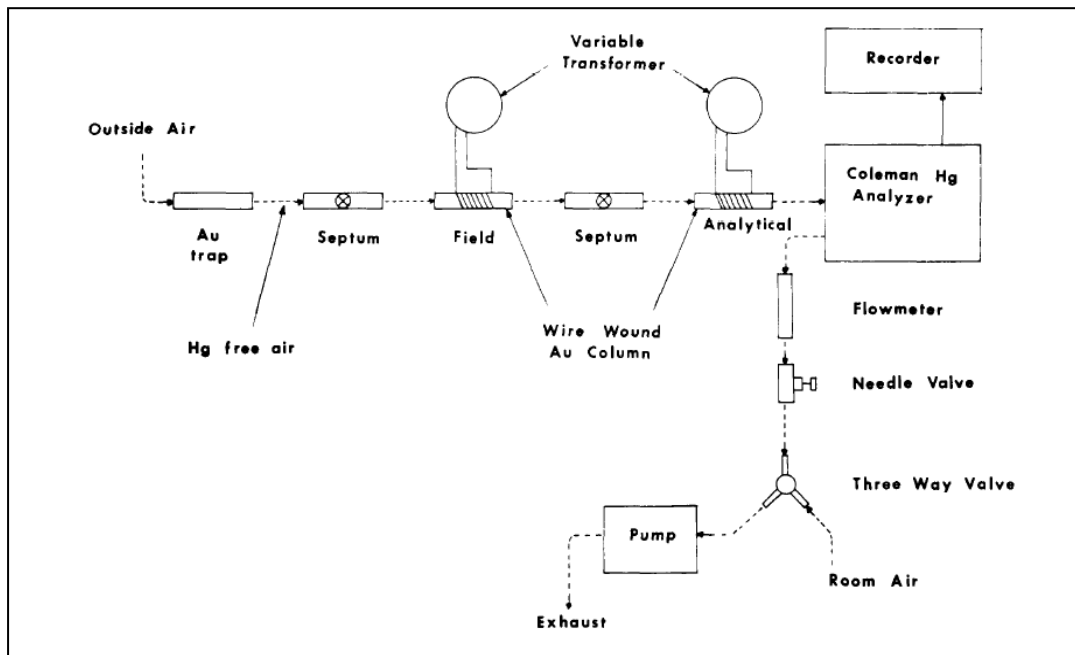 Variable
Transformer
Recorder
Outside Air
Coleman Hg
Analyzer
Au
trap
Septum
Field
Septum
Analytical
Hg free air
Wire Wound
Au Column
Flowmeter
Needle Valve
Three Way Valve
Pump
Room Air
Exhaust